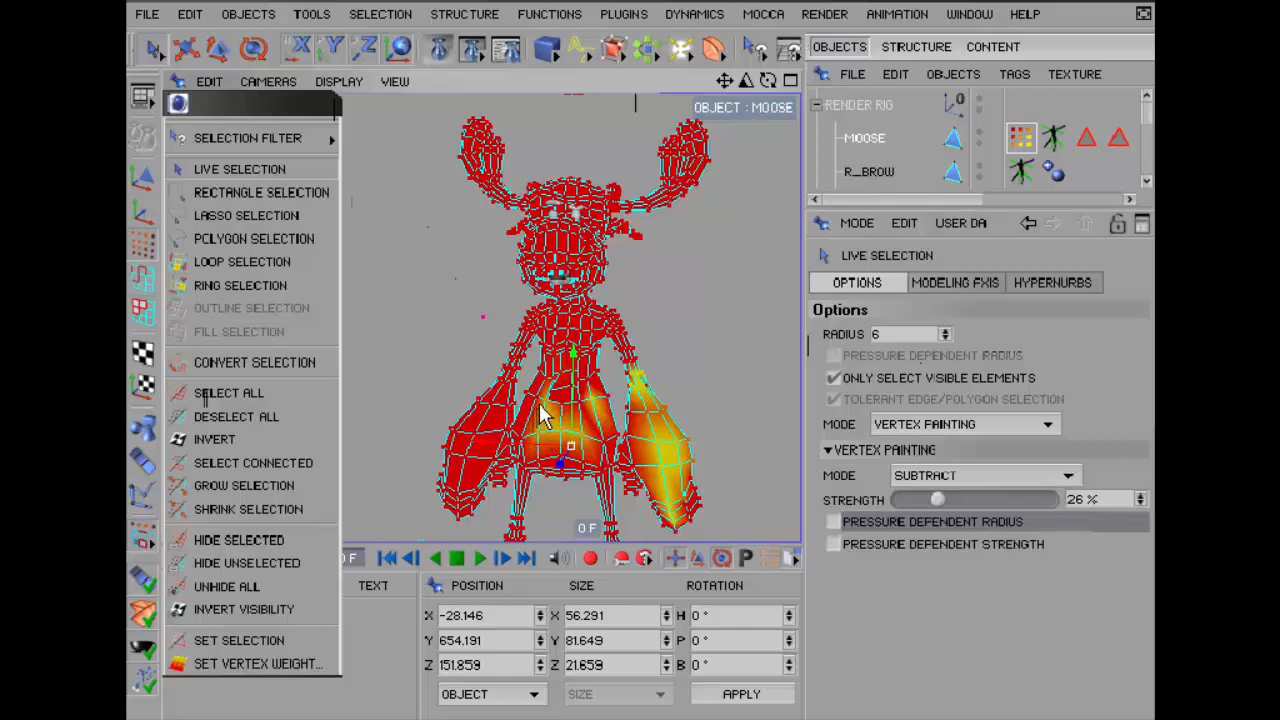 FILE EDIT OBJECTS TOOLS SELECTION STRUCTURE FUNCTIONS PLUGINS DYNAMICS MOCCA RENDER ANIMATION WINDOW HELP
EDIT CAMERAS DISPLAY VIEW
OBJECT : MOOSE
SELECTION FILTER
LIVE SELECTION
RECTANGLE SELECTION
LASSO SELECTION
POLYGON SELECTION
LOOP SELECTION
RING SELECTION
OUTLINE SELECTION
FILL SELECTION
CONVERT SELECTION
SELECT ALL
DESELECT ALL
INVERT
SELECT CONNECTED
GROW SELECTION
SHRINK SELECTION
HIDE SELECTED
HIDE UNSELECTED
UNHIDE ALL
INVERT VISIBILITY
SET SELECTION
SET VERTEX WEIGHT...
0 F
0 F
P
TEXT
POSITION SIZE ROTATION
X -28.146 X 56.291 H 0 °
Y 654.191 Y 81.649 P 0 °
Z 151.859 Z 21.659 B 0 °
OBJECT SIZE APPLY
OBJECTS STRUCTURE CONTENT
FILE EDIT OBJECTS TAGS TEXTURE
RENDER RIG
MOOSE
R_BROW
MODE EDIT USER DA
LIVE SELECTION
OPTIONS MODELING AXIS HYPERNURBS
Options
RADIUS 6
PRESSURE DEPENDENT RADIUS
ONLY SELECT VISIBLE ELEMENTS
TOLERANT EDGE/POLYGON SELECTION
MODE VERTEX PAINTING
VERTEX PAINTING
MODE SUBTRACT
STRENGTH 26 %
PRESSURE DEPENDENT RADIUS
PRESSURE DEPENDENT STRENGTH